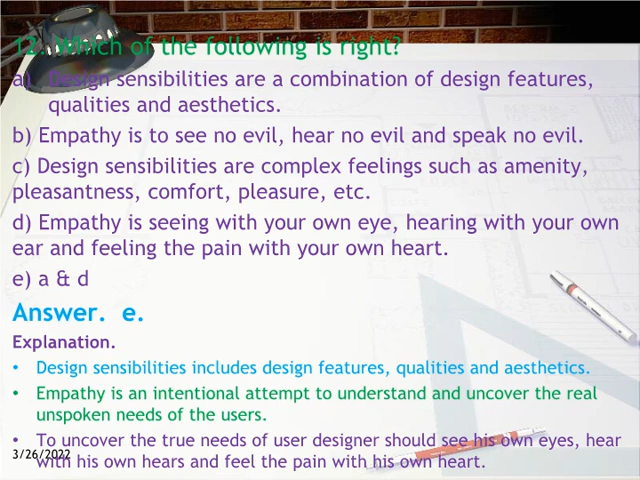 12. Which of the following is right?
a) Design sensibilities are a combination of design features,
qualities and aesthetics.
b) Empathy is to see no evil, hear no evil and speak no evil.
c) Design sensibilities are complex feelings such as amenity,
pleasantness, comfort, pleasure, etc.
d) Empathy is seeing with your own eye, hearing with your own
ear and feeling the pain with your own heart.
e) a & d
Answer. e.
Explanation.
• Design sensibilities includes design features, qualities and aesthetics.
• Empathy is an intentional attempt to understand and uncover the real
unspoken needs of the users.
• To uncover the true needs of user designer should see his own eyes, hear
with his own hears and feel the pain with his own heart.
3/26/2022